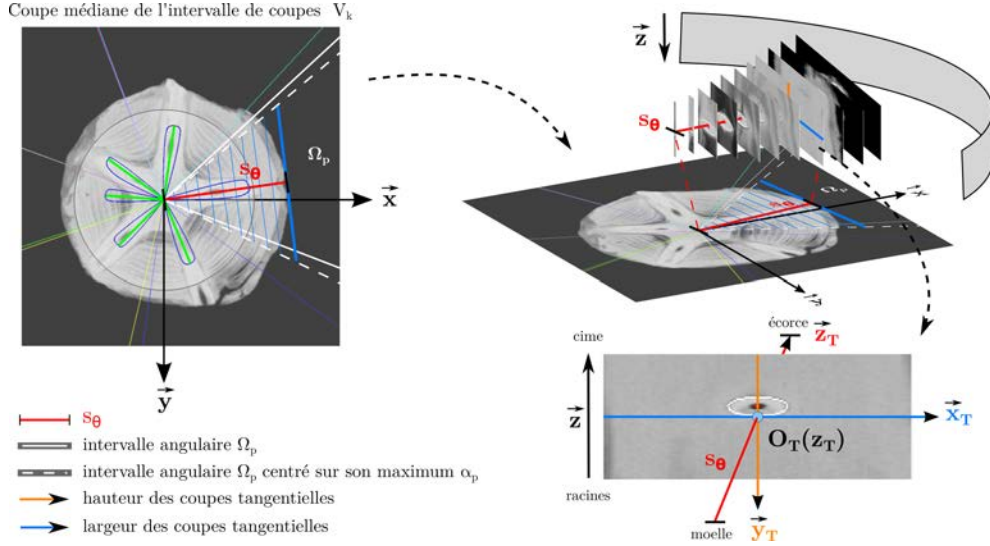 Coupe médiane de l'intervalle de coupes V_k
Ω_p
s_θ
x
y
s_θ
intervalle angulaire Ω_p
intervalle angulaire Ω_p centré sur son maximum α_p
hauteur des coupes tangentielles
largeur des coupes tangentielles
z
s_θ
Ω_p
s_θ
x
y
écorce
z_T
cime
z
x_T
O_T(z_T)
s_θ
racines
moelle
y_T